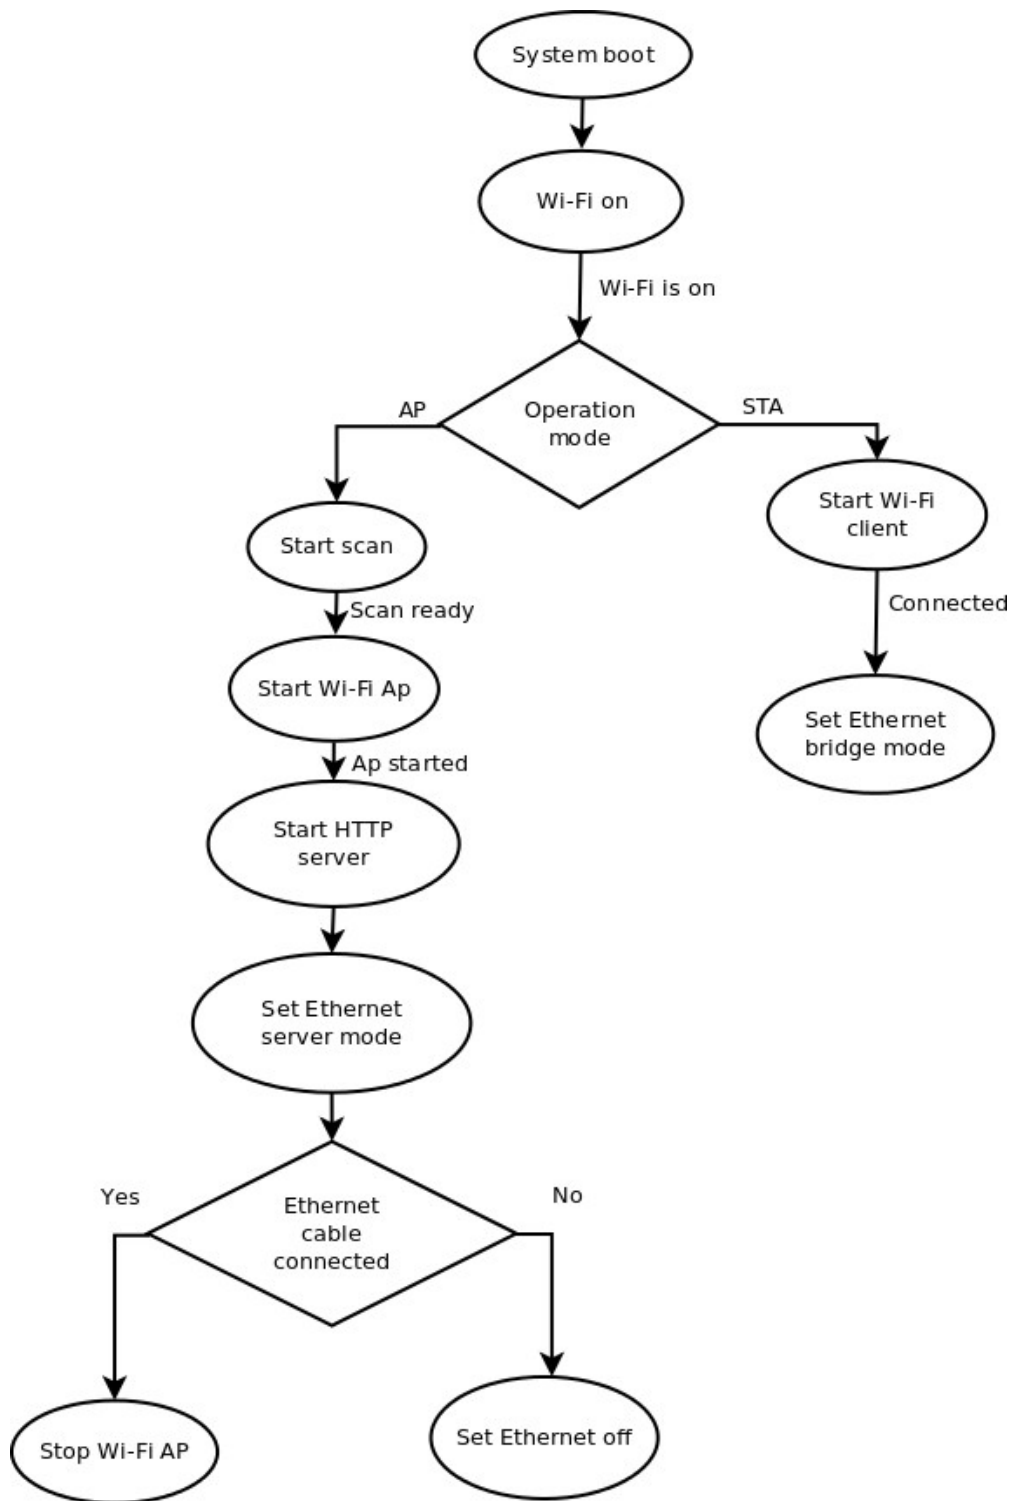 System boot
Wi-Fi on
Wi-Fi is on
AP
Operation
mode
STA
Start scan
Start Wi-Fi
client
Scan ready
Connected
Start Wi-Fi Ap
Set Ethernet
bridge mode
Ap started
Start HTTP
server
Set Ethernet
server mode
Yes
Ethernet
cable
connected
No
Stop Wi-Fi AP
Set Ethernet off